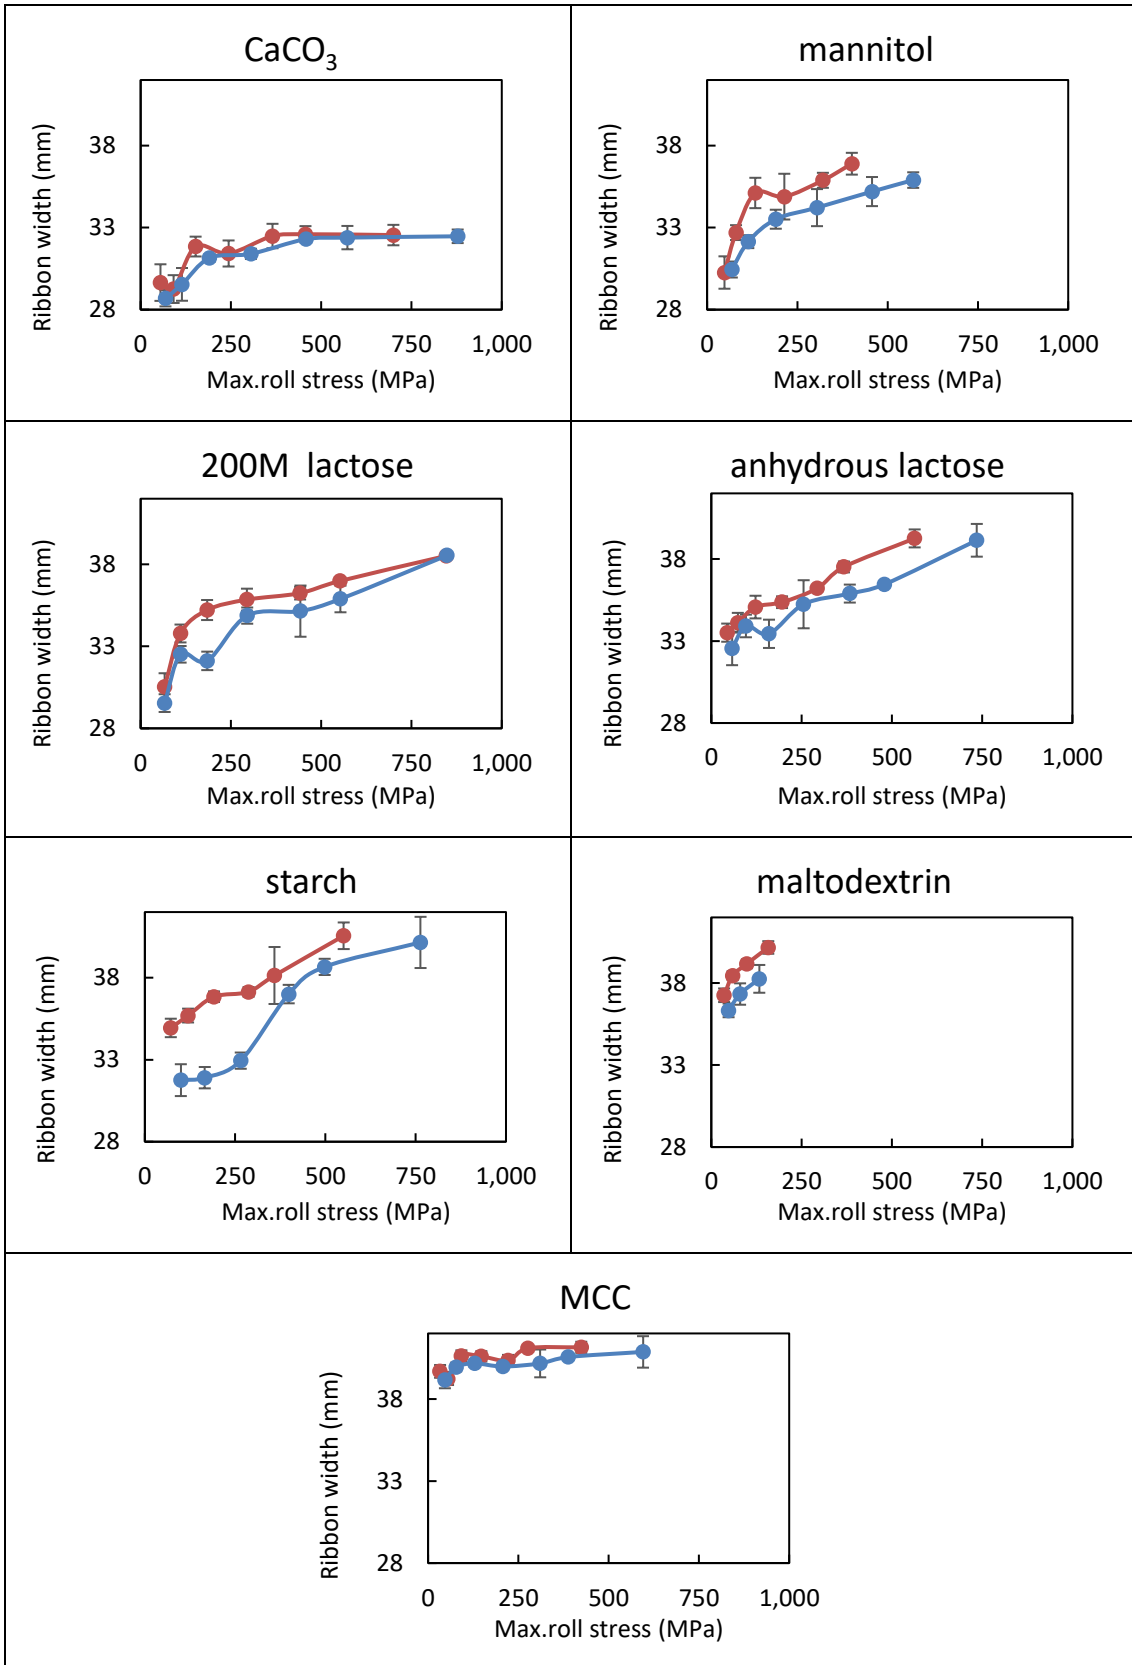 CaCO₃
Ribbon width (mm)
38
33
28
0 250 500 750 1,000
Max.roll stress (MPa)
mannitol
Ribbon width (mm)
38
33
28
0 250 500 750 1,000
Max.roll stress (MPa)
200M lactose
Ribbon width (mm)
38
33
28
0 250 500 750 1,000
Max.roll stress (MPa)
anhydrous lactose
Ribbon width (mm)
38
33
28
0 250 500 750 1,000
Max.roll stress (MPa)
starch
Ribbon width (mm)
38
33
28
0 250 500 750 1,000
Max.roll stress (MPa)
maltodextrin
Ribbon width (mm)
38
33
28
0 250 500 750 1,000
Max.roll stress (MPa)
MCC
Ribbon width (mm)
38
33
28
0 250 500 750 1,000
Max.roll stress (MPa)